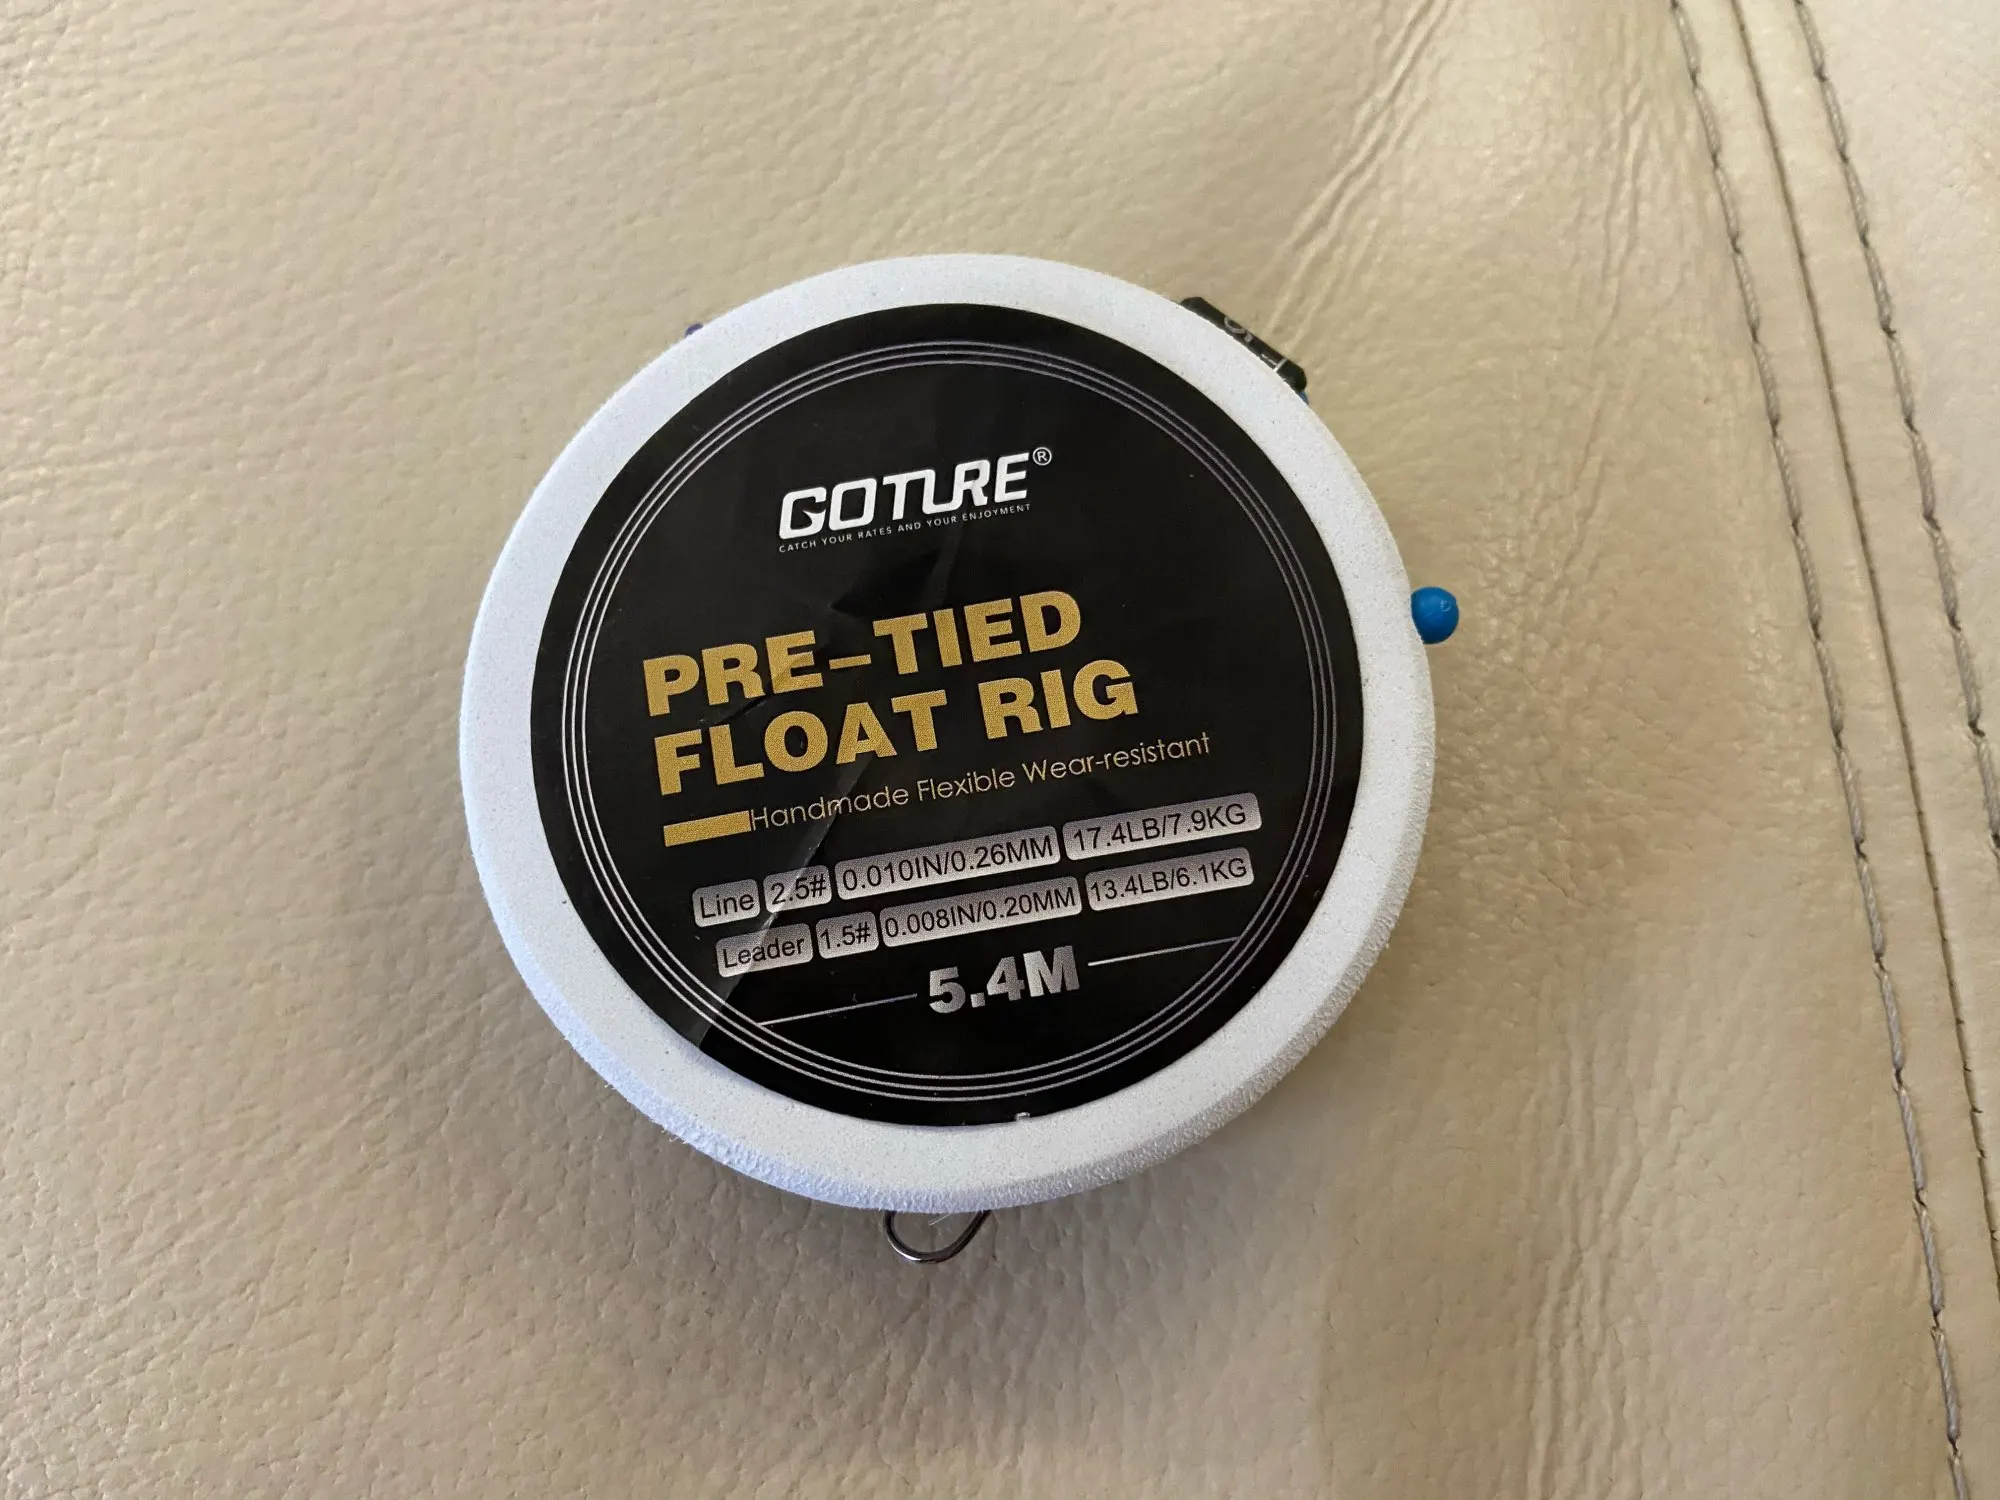 GOTURE®
CATCH YOUR RATES AND YOUR ENJOYMENT
PRE-TIED
FLOAT RIG
Handmade Flexible Wear-resistant
Line 2.5# 0.010IN/0.26MM 17.4LB/7.9KG
Leader 1.5# 0.008IN/0.20MM 13.4LB/6.1KG
5.4M